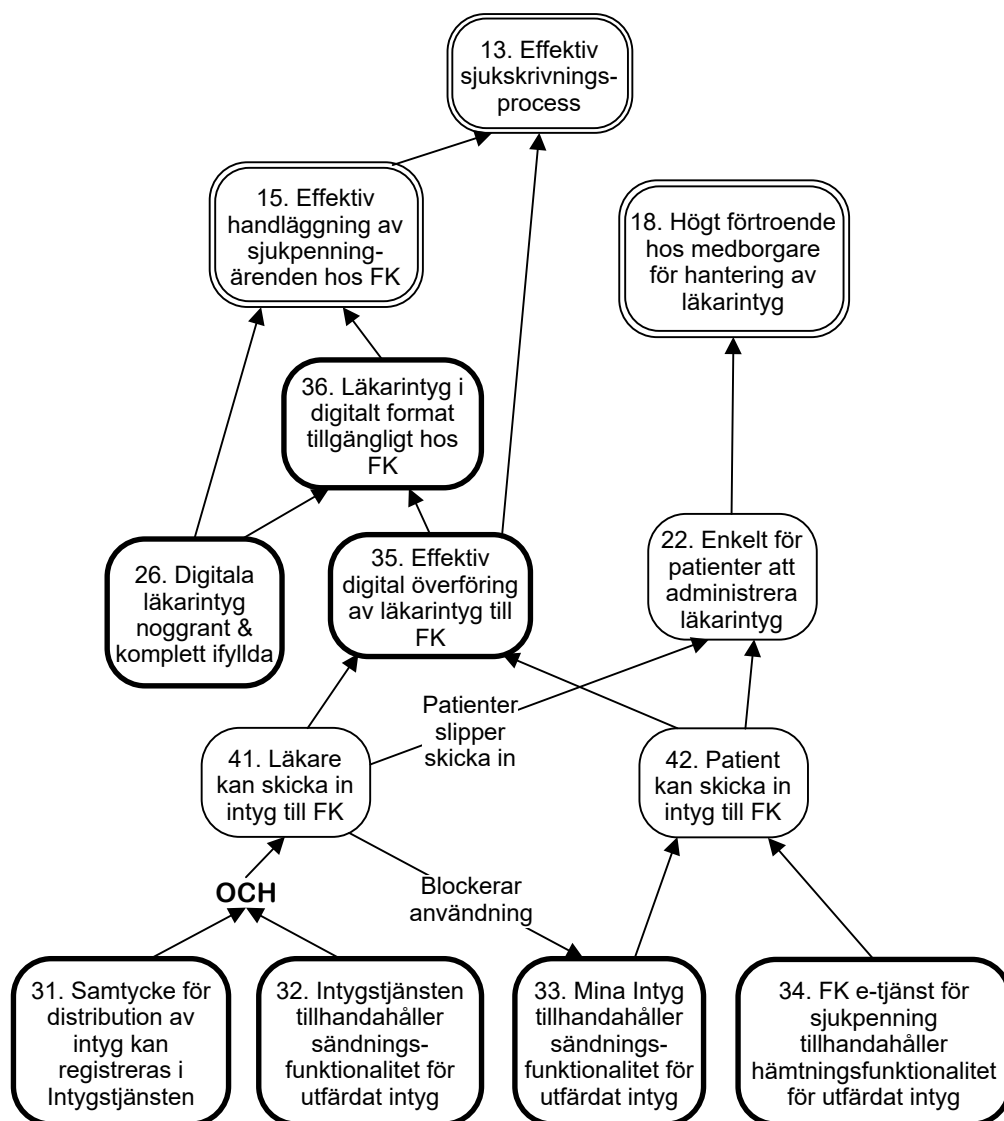 13. Effektiv
sjukskrivnings-
process
15. Effektiv
handläggning av
sjukpenning-
ärenden hos FK
18. Högt förtroende
hos medborgare
för hantering av
läkarintyg
36. Läkarintyg i
digitalt format
tillgängligt hos
FK
26. Digitala
läkarintyg
noggrant &
komplett ifyllda
35. Effektiv
digital överföring
av läkarintyg till
FK
22. Enkelt för
patienter att
administrera
läkarintyg
Patienter
slipper
skicka in
41. Läkare
kan skicka in
intyg till FK
42. Patient
kan skicka in
intyg till FK
OCH
Blockerar
användning
31. Samtycke för
distribution av
intyg kan
registreras i
Intygstjänsten
32. Intygstjänsten
tillhandahåller
sändnings-
funktionalitet för
utfärdat intyg
33. Mina Intyg
tillhandahåller
sändnings-
funktionalitet för
utfärdat intyg
34. FK e-tjänst för
sjukpenning
tillhandahåller
hämtningsfunktionalitet
för utfärdat intyg